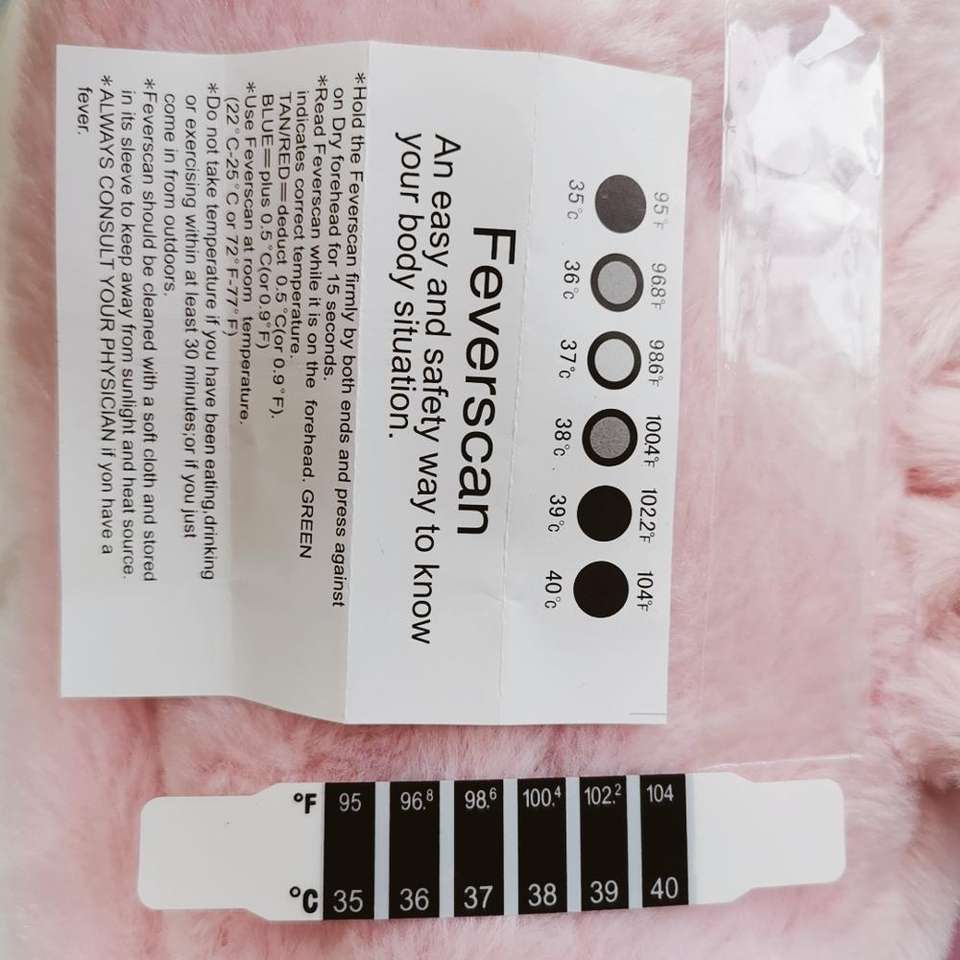 95°F 96.8°F 98.6°F 100.4°F 102.2°F 104°F
35°C 36°C 37°C 38°C 39°C 40°C
Feverscan
An easy and safety way to know
your body situation.
*Hold the Feverscan firmly by both ends and press against
on Dry forehead for 15 seconds.
*Read Feverscan while it is on the forehead. GREEN
indicates correct temperature.
TAN/RED=deduct 0.5°C(or 0.9°F).
BLUE=plus 0.5°C(or 0.9°F)
*Use Feverscan at room temperature.
(22°C-25°C or 72°F-77°F)
*Do not take temperature if you have been eating,drinking
or exercising within at least 30 minutes;or if you just
come in from outdoors.
*Feverscan should be cleaned with a soft cloth and stored
in its sleeve to keep away from sunlight and heat source.
*ALWAYS CONSULT YOUR PHYSICIAN if yon have a
fever.
°F 95 96.8 98.6 100.4 102.2 104
°C 35 36 37 38 39 40